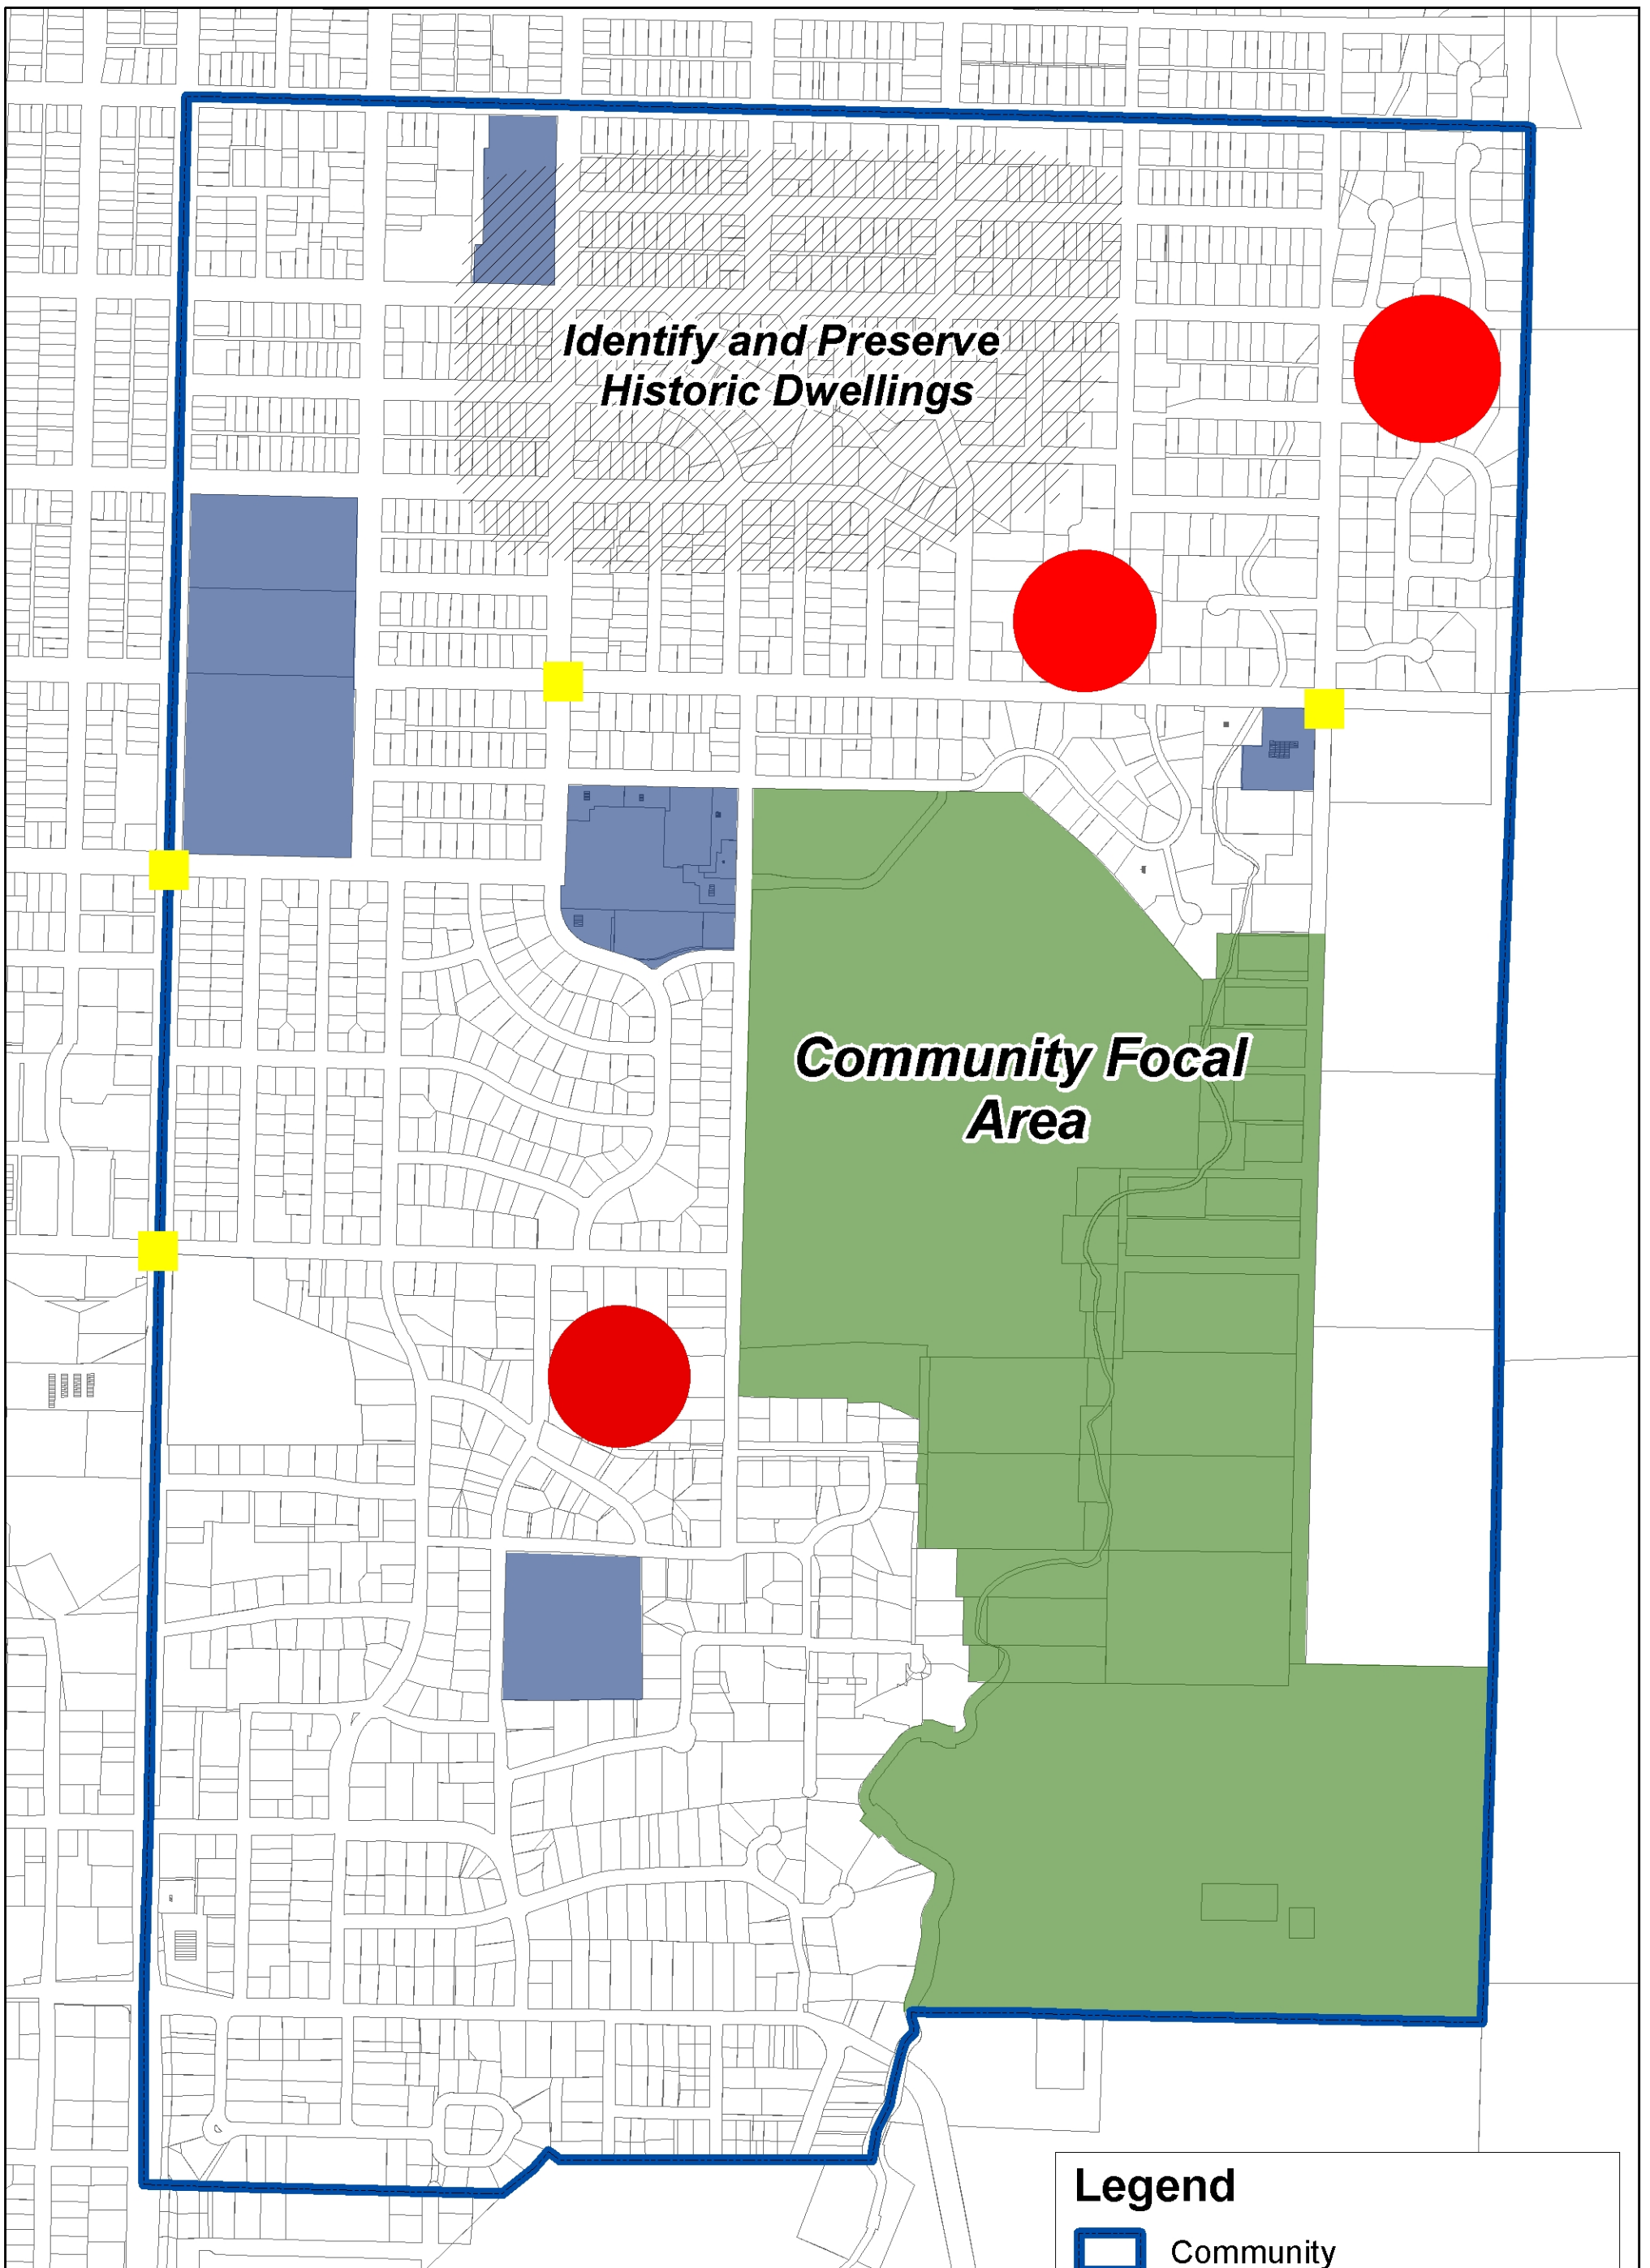 Identify and Preserve
Historic Dwellings
Community Focal
Area
Legend
Community